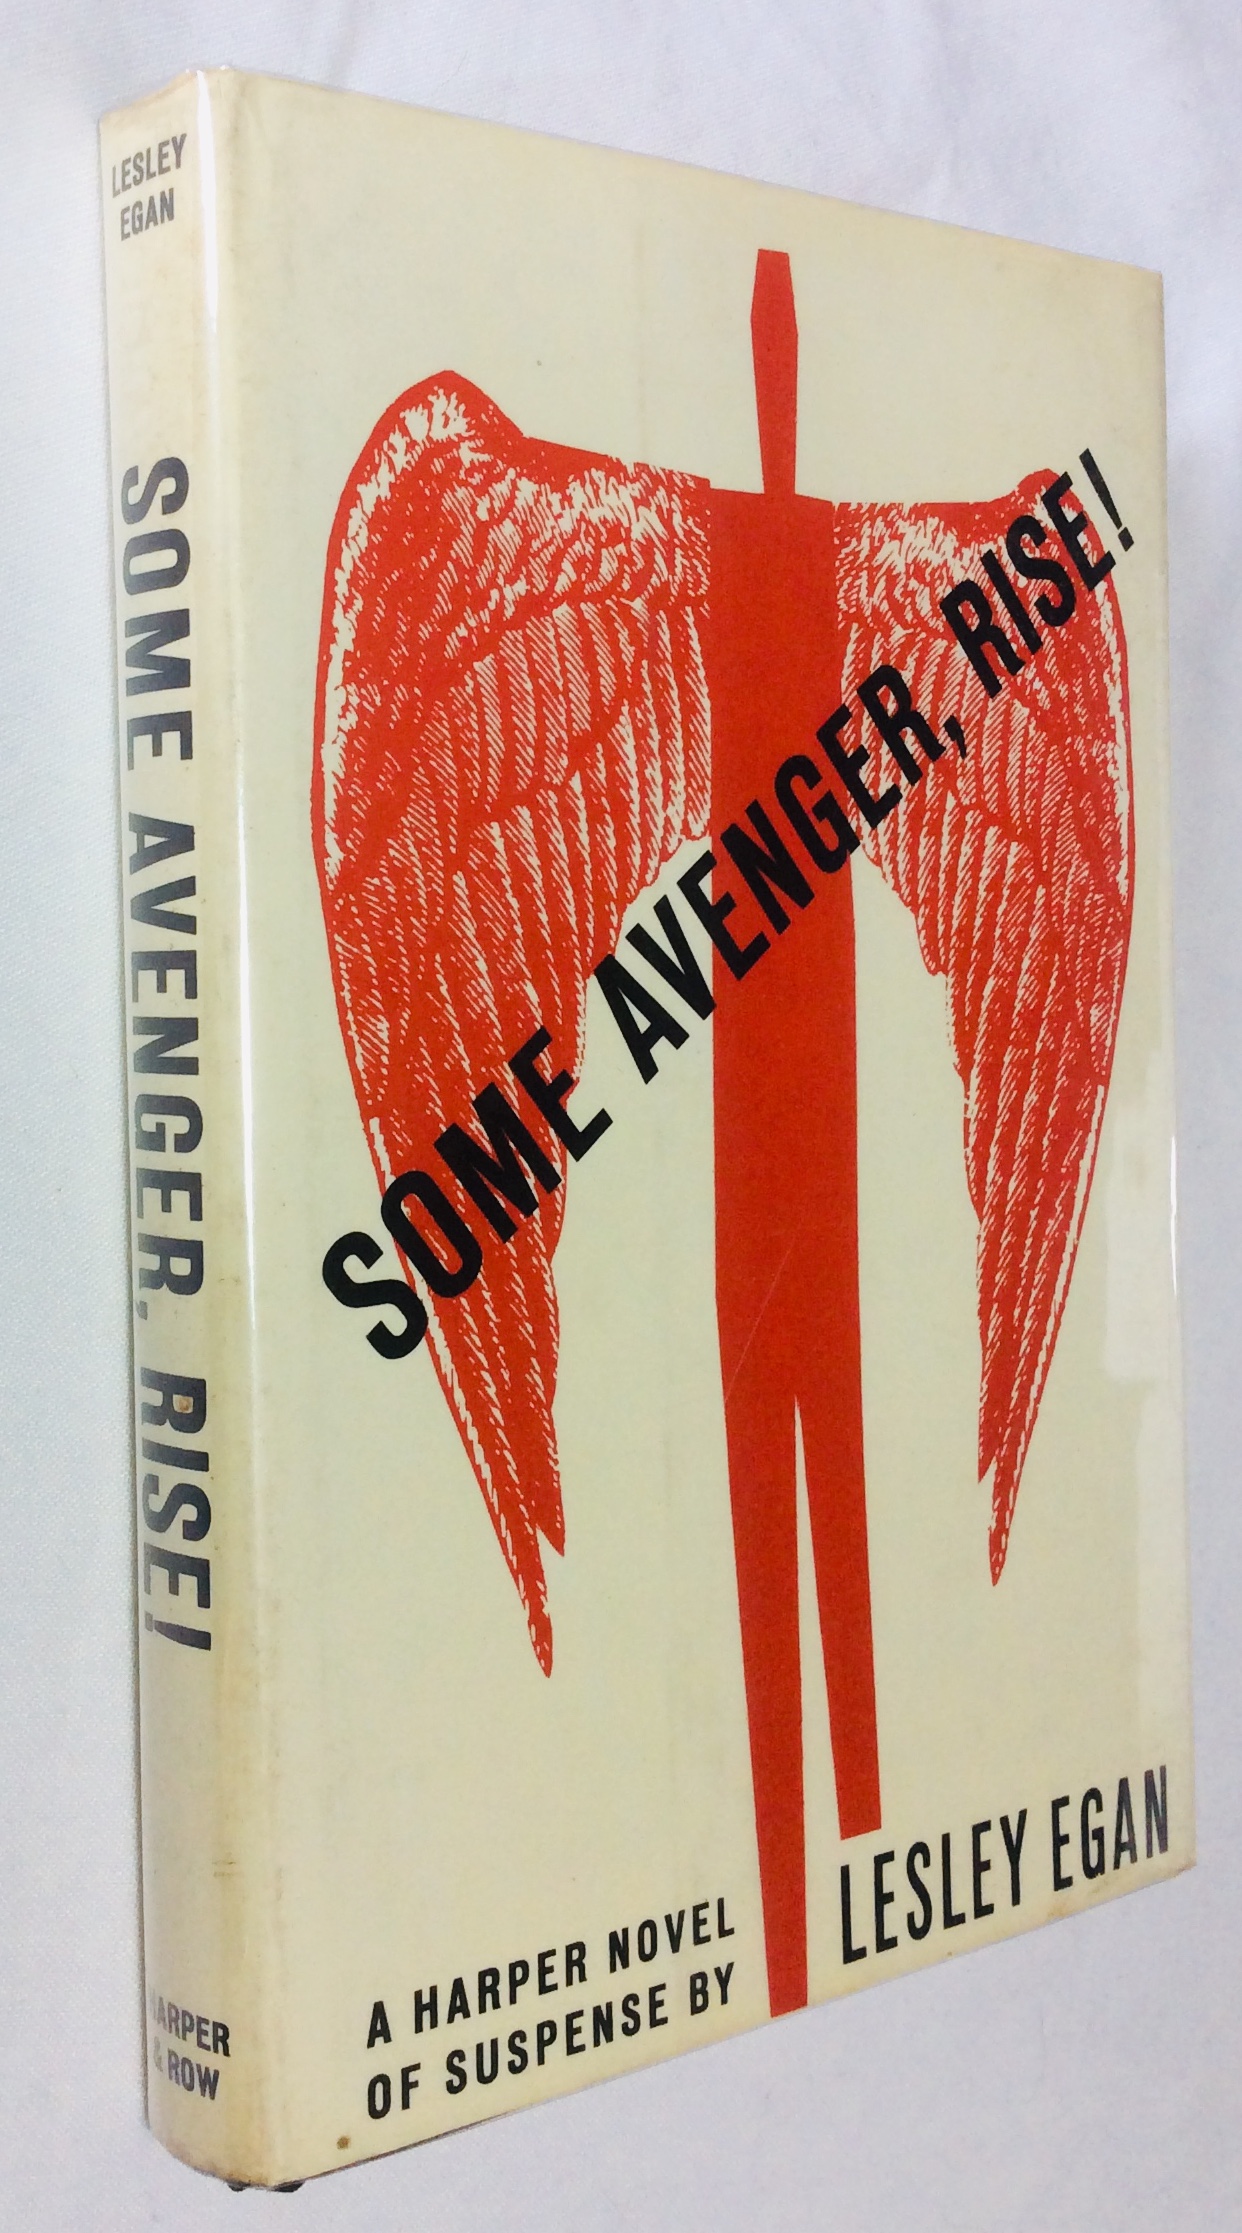 LESLEY
EGAN
SOME AVENGER, RISE!
HARPER
& ROW
SOME AVENGER, RISE!
A HARPER NOVEL
OF SUSPENSE BY
LESLEY EGAN